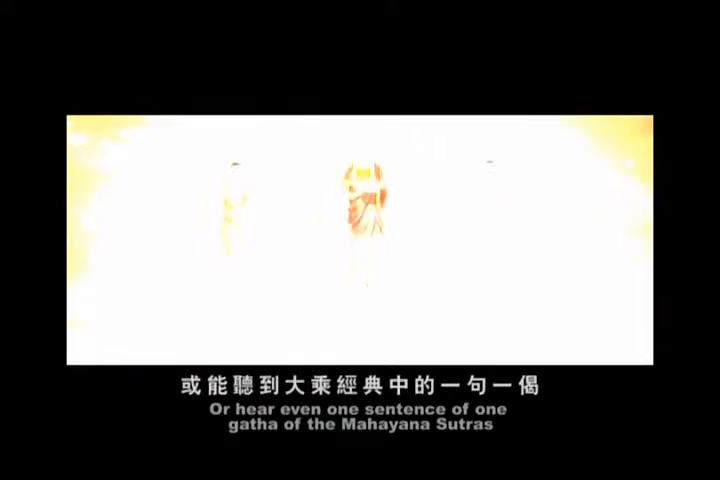 或能聽到大乘經典中的一句一偈
Or hear even one sentence of one
gatha of the Mahayana Sutras